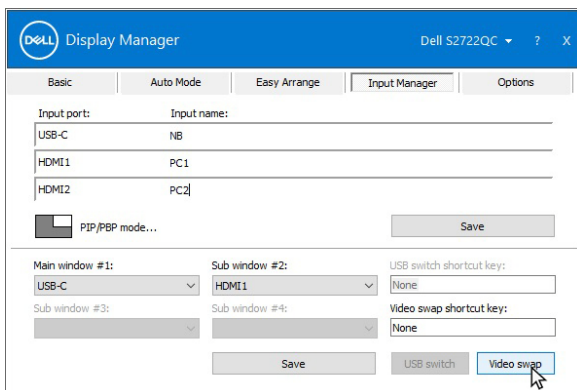 DELL Display Manager Dell S2722QC ? X
Basic Auto Mode Easy Arrange Input Manager Options
Input port: Input name:
USB-C NB
HDMI1 PC1
HDMI2 PC2
PIP/PBP mode... Save
Main window #1: Sub window #2: USB switch shortcut key:
USB-C HDMI1 None
Sub window #3: Sub window #4: Video swap shortcut key:
None
Save USB switch Video swap